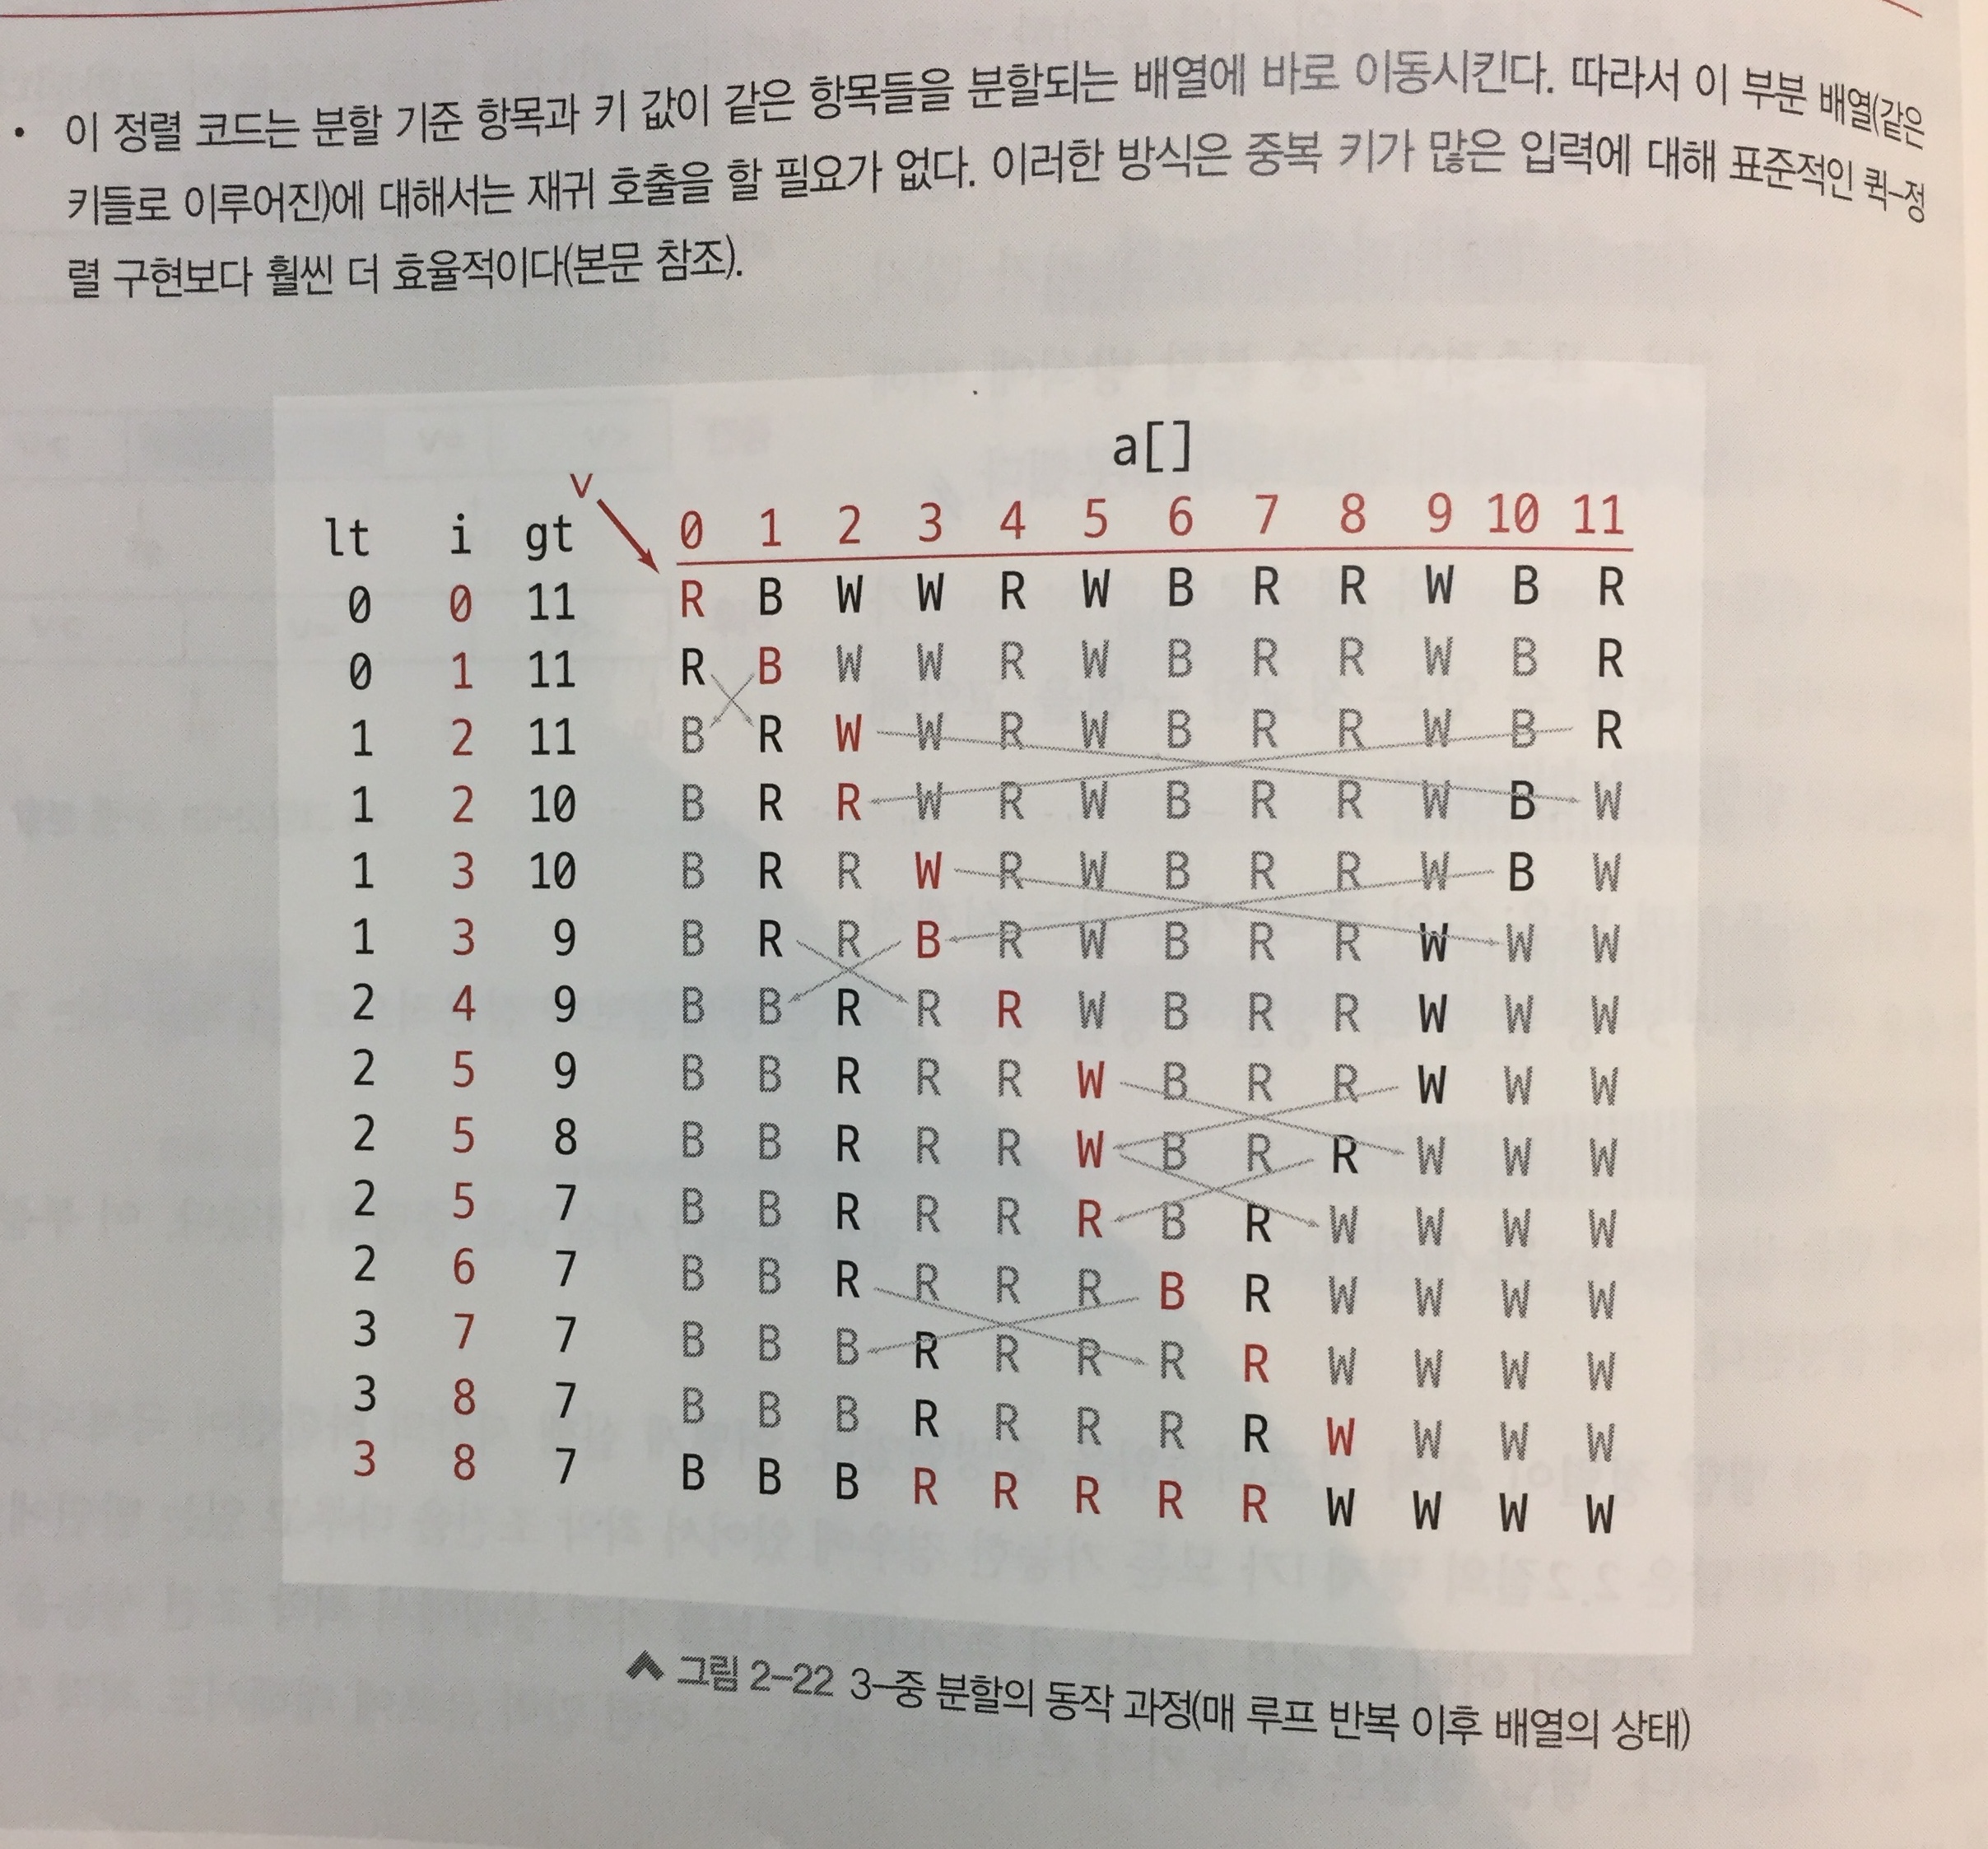 • 이 정렬 코드는 분할 기준 항목과 키 값이 같은 항목들을 분할되는 배열에 바로 이동시킨다. 따라서 이 부분 배열(같은
키들로 이루어진)에 대해서는 재귀 호출을 할 필요가 없다. 이러한 방식은 중복 키가 많은 입력에 대해 표준적인 퀵-정
렬 구현보다 훨씬 더 효율적이다(본문 참조).
a[]
v
lt i gt 0 1 2 3 4 5 6 7 8 9 10 11
0 0 11 R B W W R W B R R W B R
0 1 11 R B W W R W B R R W B R
1 2 11 B R W W R W B R R W B R
1 2 10 B R R W R W B R R W B W
1 3 10 B R R W R W B R R W B W
1 3 9 B R R B R W B R R W W W
2 4 9 B B R R R W B R R W W W
2 5 9 B B R R R W B R R W W W
2 5 8 B B R R R W B R R W W W
2 5 7 B B R R R R B R W W W W
2 6 7 B B R R R R B R W W W W
3 7 7 B B B R R R R R W W W W
3 8 7 B B B R R R R R W W W W
3 8 7 B B B R R R R R W W W W
그림 2-22 3-중 분할의 동작 과정(매 루프 반복 이후 배열의 상태)